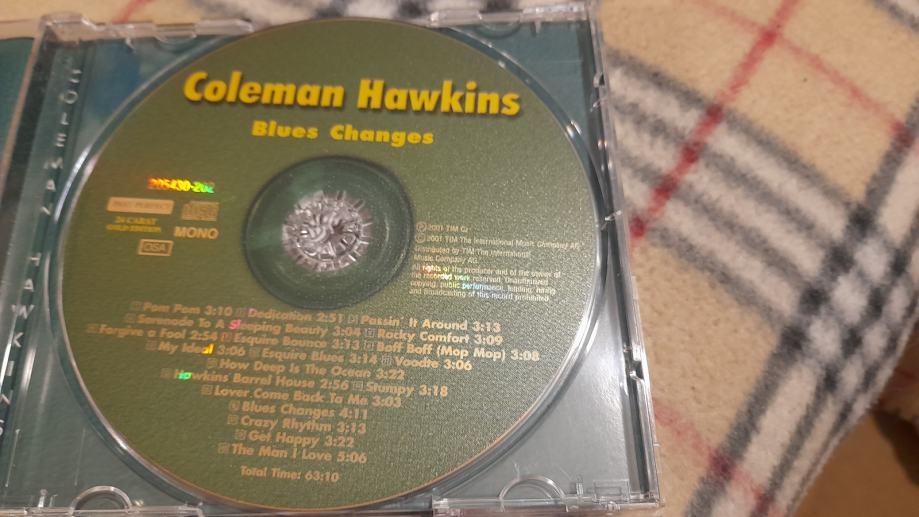 Coleman Hawkins
Blues Changes
205430-202
PAST PERFECT
24 CARAT
GOLD EDITION
MONO
OSA
℗ 2001 TIM
© 2001 TIM The International Music Company AG
Distributed by TIM The International
Music Company AG
All rights of the producer and of the owner of
the recorded work reserved. Unauthorized
copying, public performance, lending, hiring
and broadcasting of this record prohibited.
Pom Pom 3:10 Dedication 2:51 Passin' It Around 3:13
Serenade To A Sleeping Beauty 3:04 Rocky Comfort 3:09
Forgive a Fool 2:54 Esquire Bounce 3:13 Boff Boff (Mop Mop) 3:08
My Ideal 3:06 Esquire Blues 3:14 Voodte 3:06
How Deep Is The Ocean 3:22
Hawkins Barrel House 2:56 Stumpy 3:18
Lover Come Back To Me 3:03
Blues Changes 4:11
Crazy Rhythm 3:13
Get Happy 3:22
The Man I Love 5:06
Total Time: 63:10
COLEMAN HAWKINS